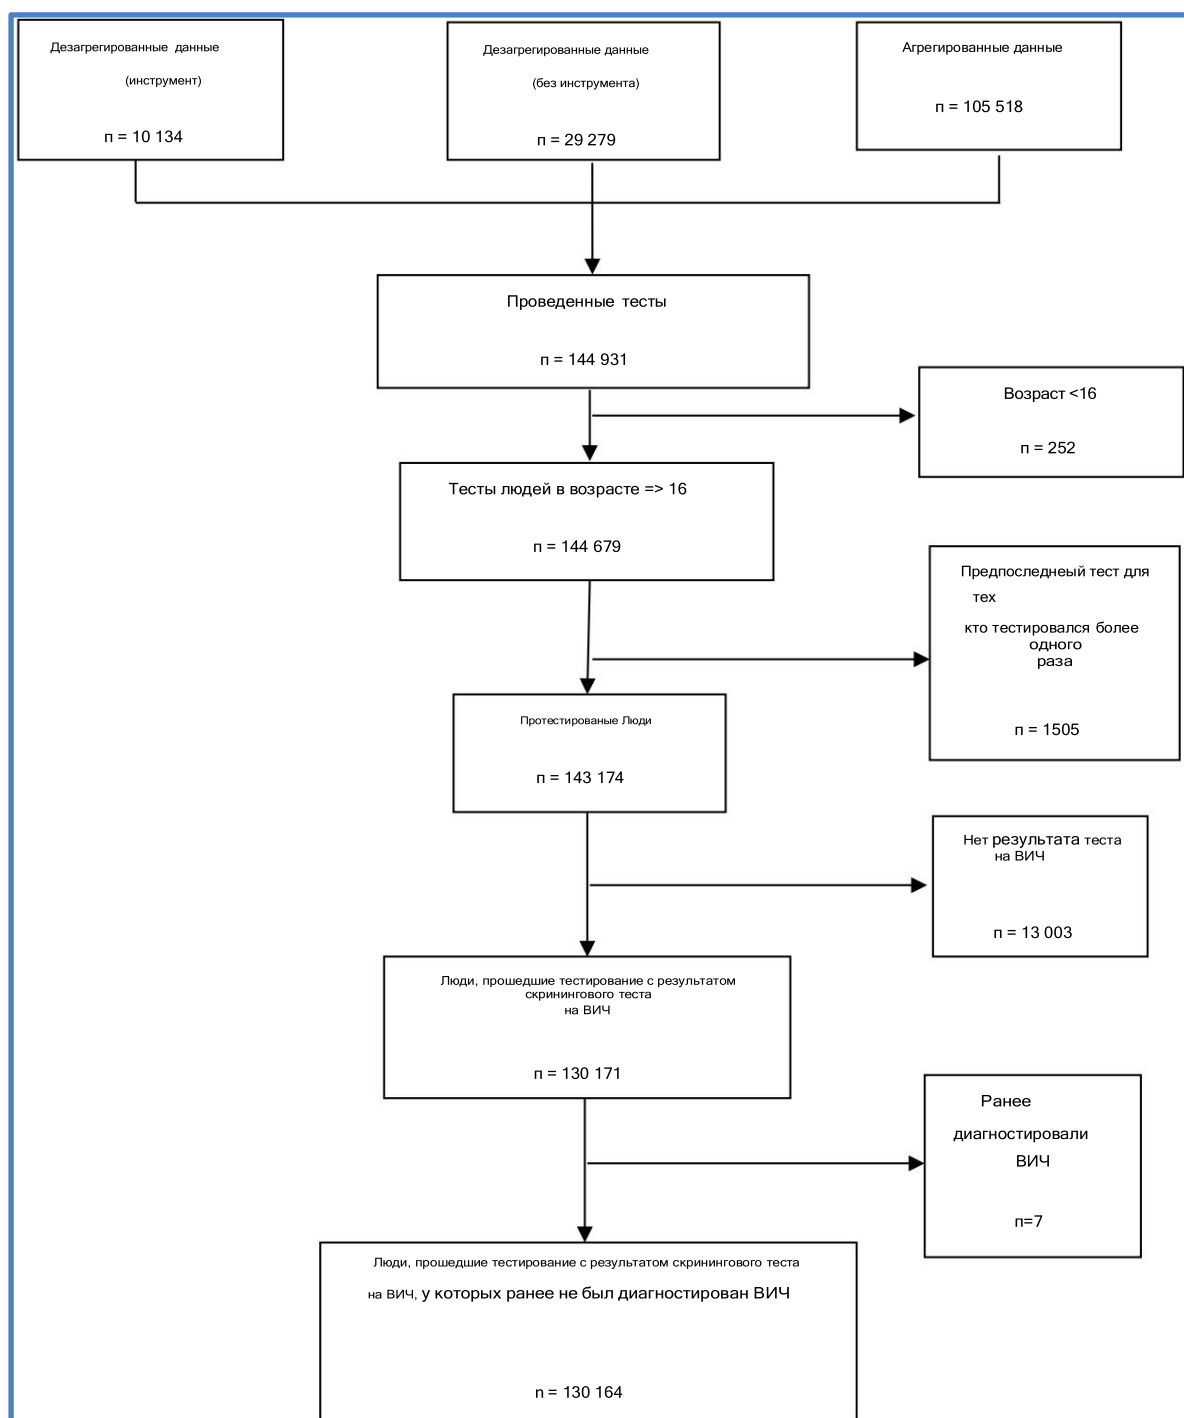 Дезагрегированные данные
(инструмент)
п = 10 134
Дезагрегированные данные
(без инструмента)
п = 29 279
Агрегированные данные
п = 105 518
Проведенные тесты
п = 144 931
Возраст <16
п = 252
Тесты людей в возрасте => 16
п = 144 679
Предпоследнеый тест для
тех
кто тестировался более
одного
раза
п = 1505
Протестированые Люди
п = 143 174
Нет результата теста
на ВИЧ
п = 13 003
Люди, прошедшие тестирование с результатом
скринингового теста
на ВИЧ
п = 130 171
Ранее
диагностировали
ВИЧ
п=7
Люди, прошедшие тестирование с результатом скринингового теста
на ВИЧ, у которых ранее не был диагностирован ВИЧ
n = 130 164